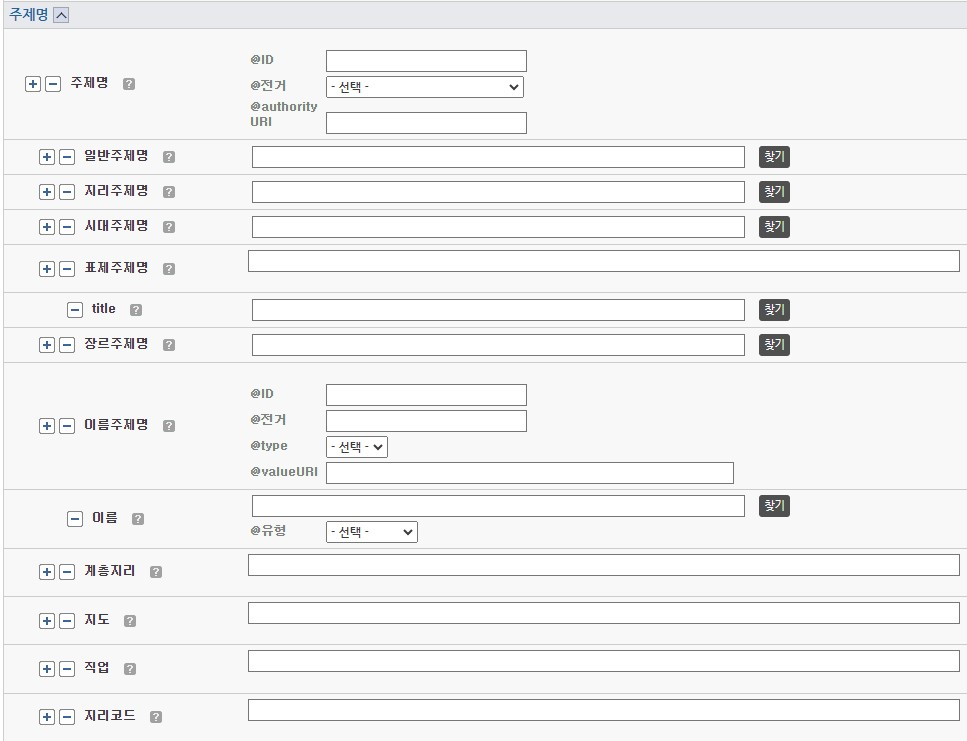 주제명
주제명 ?
@ID
@전거 - 선택 -
@authority
URI
일반주제명 ? 찾기
지리주제명 ? 찾기
시대주제명 ? 찾기
표제주제명 ?
title ? 찾기
장르주제명 ? 찾기
이름주제명 ?
@ID
@전거
@type - 선택 -
@valueURI
이름 ? 찾기
@유형 - 선택 -
계층지리 ?
지도 ?
직업 ?
지리코드 ?